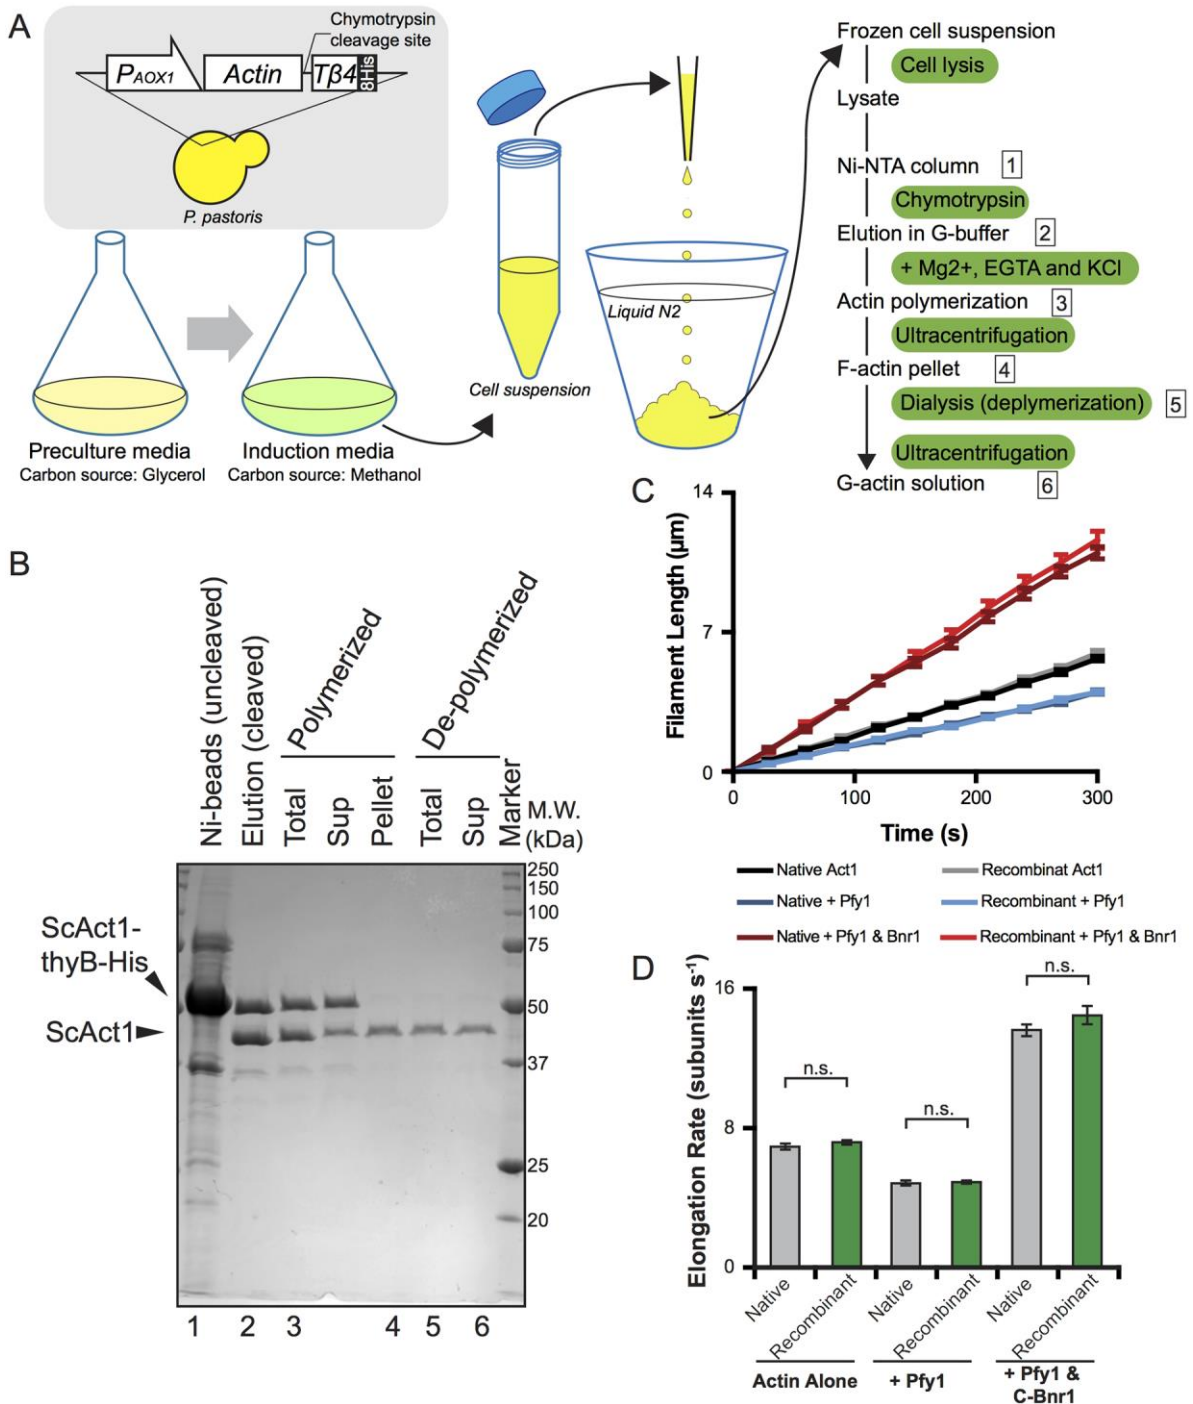 A
Chymotrypsin
cleavage site
PAOX1
Actin
Tβ4
8His
P. pastoris
Preculture media
Carbon source: Glycerol
Induction media
Carbon source: Methanol
Cell suspension
Liquid N2
Frozen cell suspension
Cell lysis
Lysate
Ni-NTA column 1
Chymotrypsin
Elution in G-buffer 2
+ Mg2+, EGTA and KCl
Actin polymerization 3
Ultracentrifugation
F-actin pellet 4
Dialysis (deplymerization) 5
Ultracentrifugation
G-actin solution 6
B
Ni-beads (uncleaved)
Elution (cleaved)
Polymerized
Total
Sup
Pellet
De-polymerized
Total
Sup
Marker
M.W.
(kDa)
250
150
100
75
50
37
25
20
ScAct1-
thyB-His
ScAct1
1 2 3 4 5 6
C
Filament Length (µm)
14
7
0
0 100 200 300
Time (s)
Native Act1
Recombinat Act1
Native + Pfy1
Recombinant + Pfy1
Native + Pfy1 & Bnr1
Recombinant + Pfy1 & Bnr1
D
Elongation Rate (subunits s-1)
16
8
0
n.s.
n.s.
n.s.
Native
Recombinant
Native
Recombinant
Native
Recombinant
Actin Alone
+ Pfy1
+ Pfy1 &
C-Bnr1